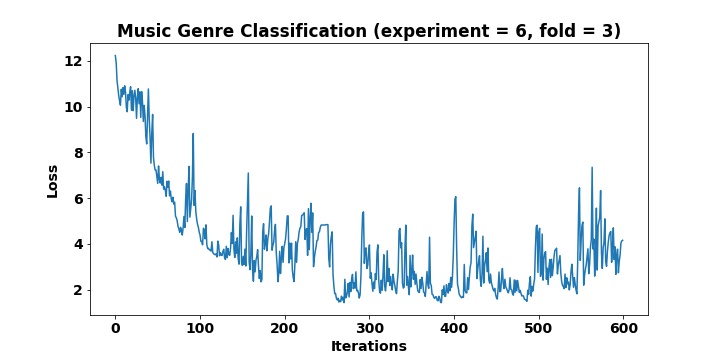 Music Genre Classification (experiment = 6, fold = 3)
12
10
8
6
4
2
Loss
0 100 200 300 400 500 600
Iterations